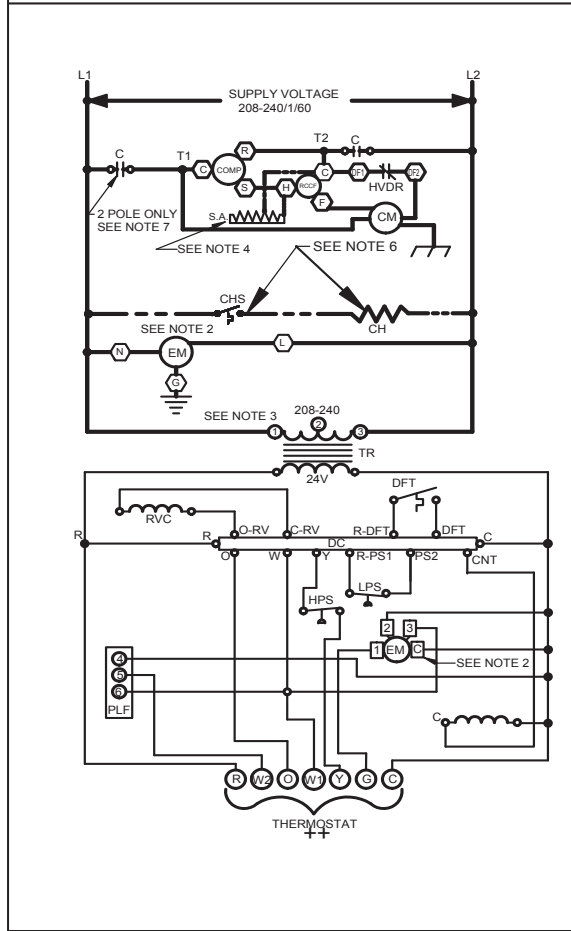 L1 L2
SUPPLY VOLTAGE
208-240/1/60
C T1 C COMP R T2 C
S H RCCF C DF1 HVDR DF2
F CM
2 POLE ONLY
SEE NOTE 7
S.A.
SEE NOTE 4
SEE NOTE 6
CHS
CH
SEE NOTE 2
N EM L
G
SEE NOTE 3
208-240
1 2 3
TR
24V
DFT
RVC
O-RV C-RV R-DFT DFT
R R DC C
O W Y R-PS1 PS2 CNT
LPS
HPS
2 3
1 EM C
SEE NOTE 2
4
5
6
PLF
C
R W2 O W1 Y G C
THERMOSTAT
++